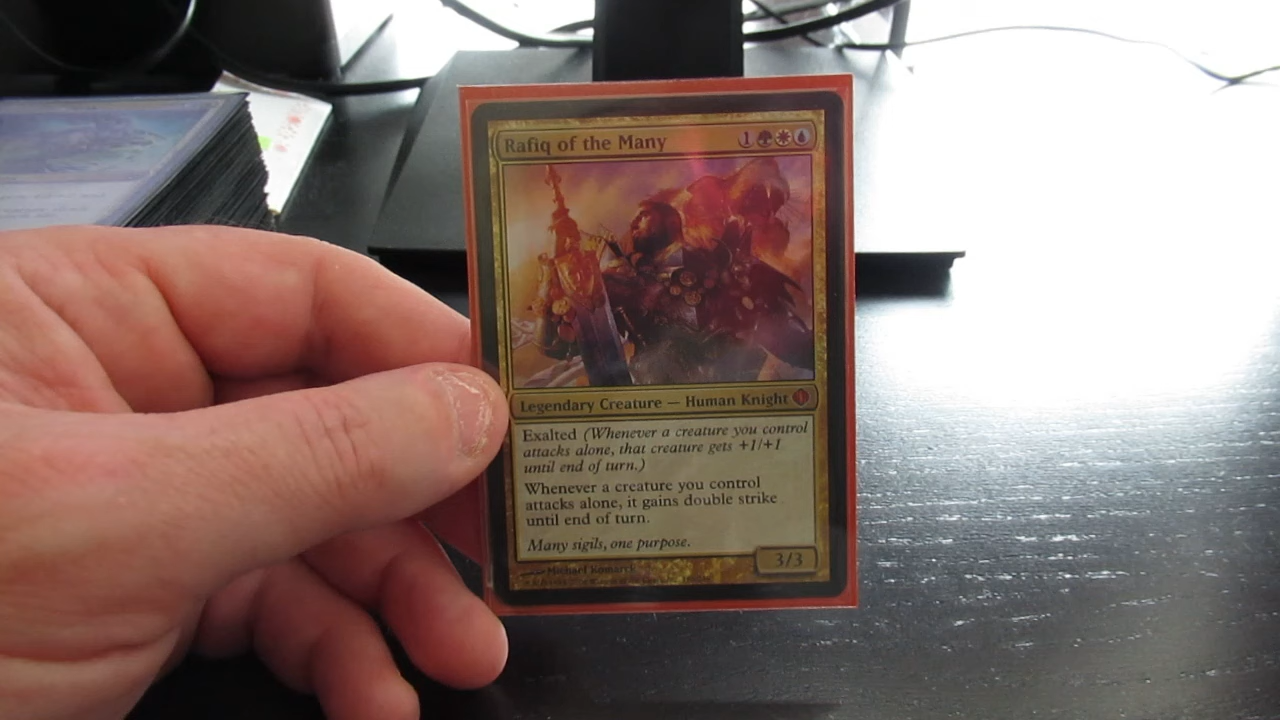 Rafiq of the Many 1
Legendary Creature — Human Knight
Exalted (Whenever a creature you control
attacks alone, that creature gets +1/+1
until end of turn.)
Whenever a creature you control
attacks alone, it gains double strike
until end of turn.
Many sigils, one purpose.
3/3
Michael Komarck